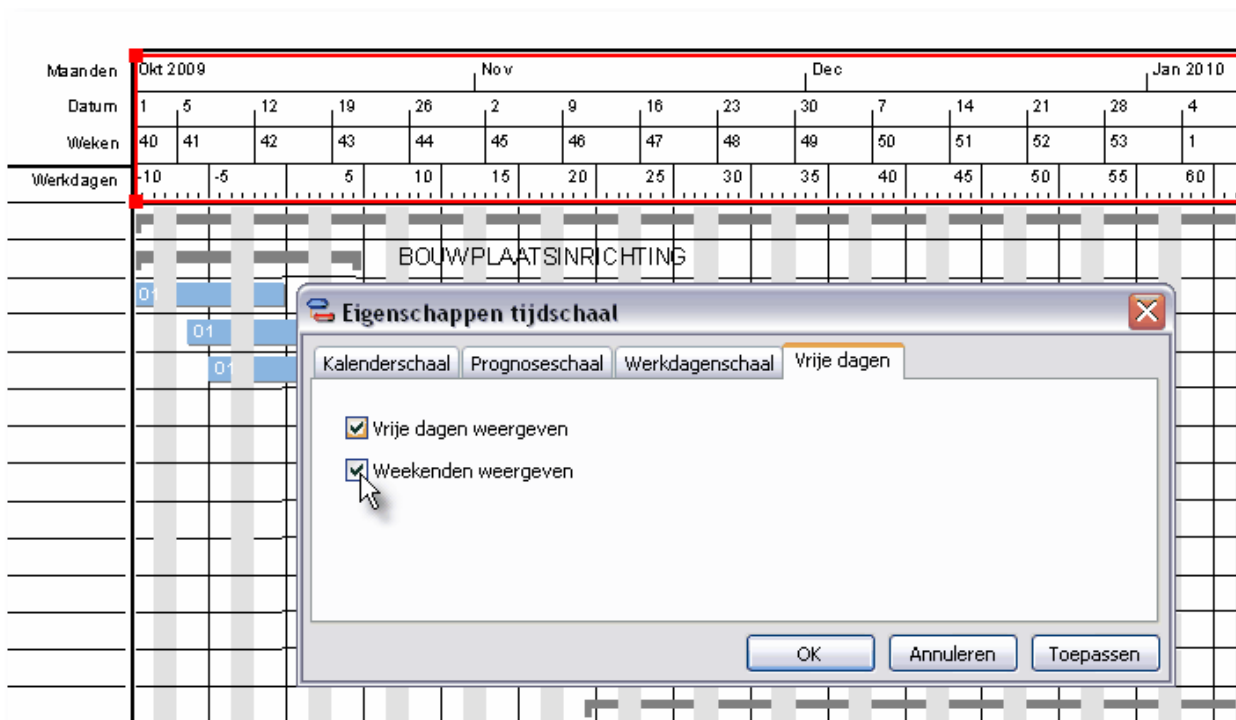 Maanden Okt 2009 Nov Dec Jan 2010
Datum 1 5 12 19 26 2 9 16 23 30 7 14 21 28 4
Weken 40 41 42 43 44 45 46 47 48 49 50 51 52 53 1
Werkdagen -10 -5 5 10 15 20 25 30 35 40 45 50 55 60
BOUWPLAATSINRICHTING
01
01
01
Eigenschappen tijdschaal
Kalenderschaal Prognoseschaal Werkdagenschaal Vrije dagen
Vrije dagen weergeven
Weekenden weergeven
OK Annuleren Toepassen